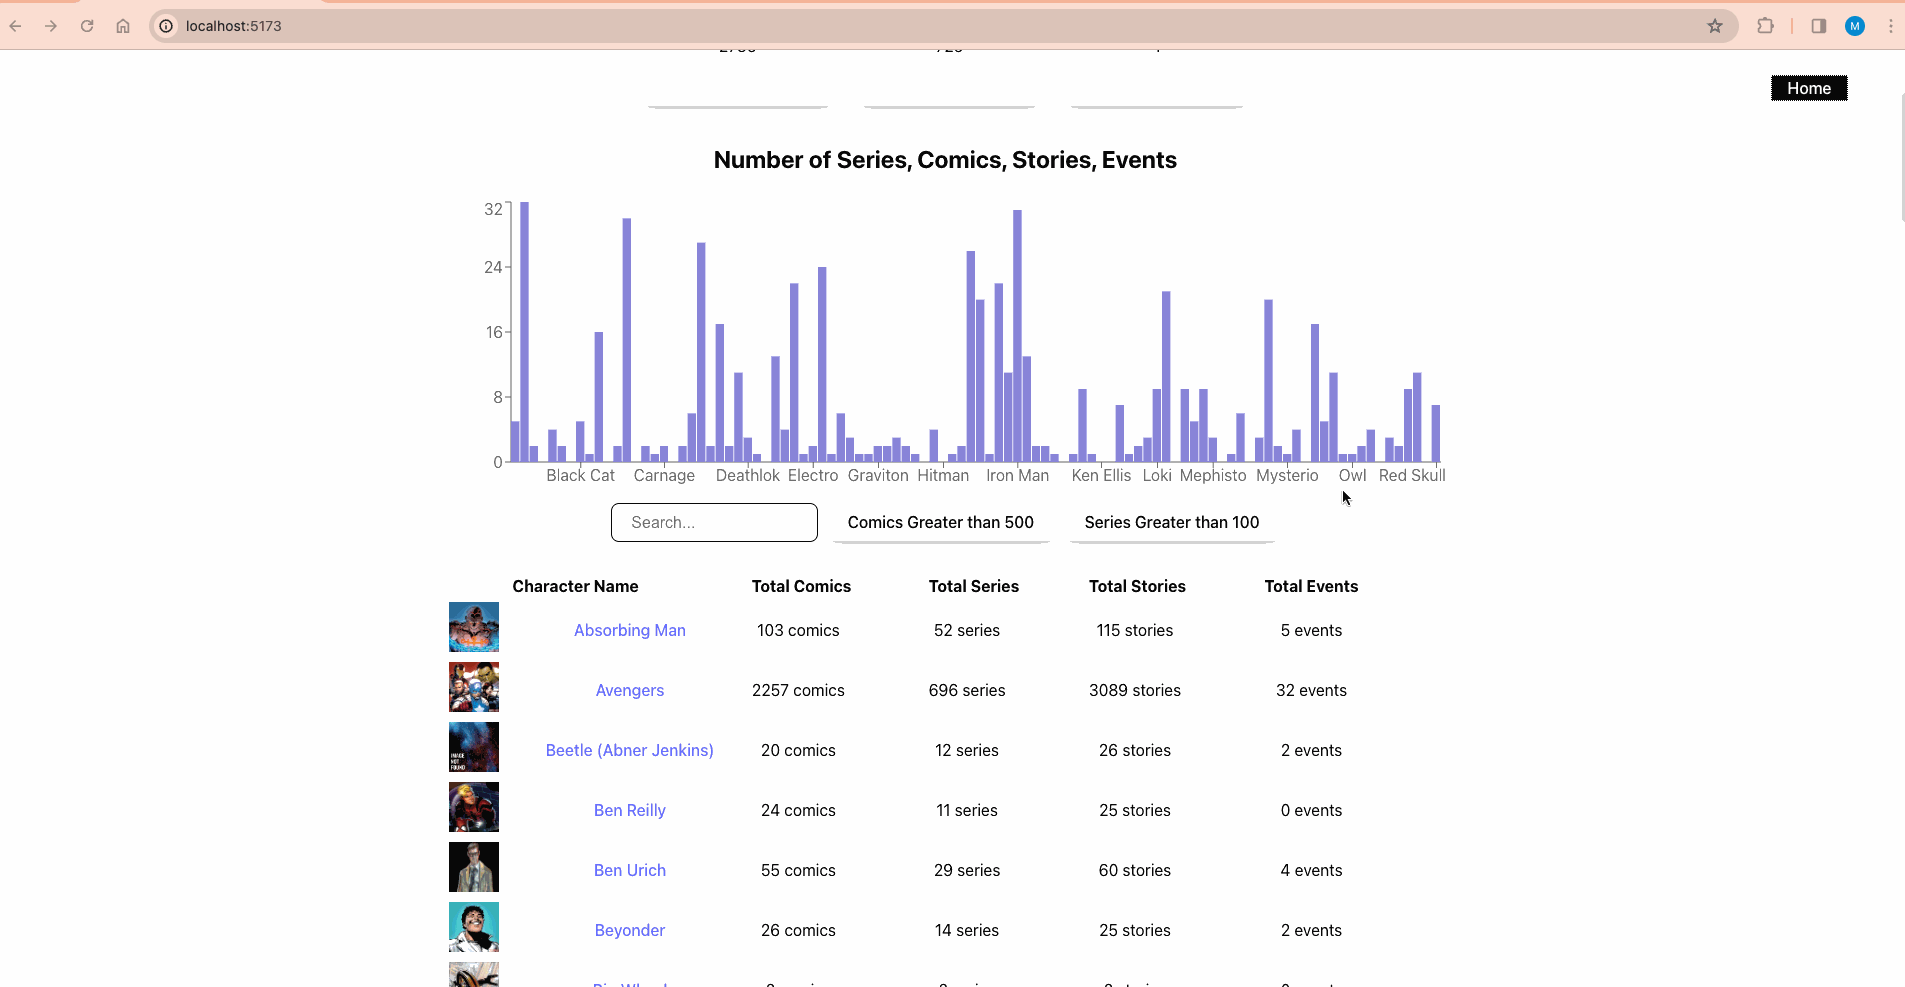 localhost:5173
M
Home
Number of Series, Comics, Stories, Events
32
24
16
8
0
Black Cat Carnage Deathlok Electro Graviton Hitman Iron Man Ken Ellis Loki Mephisto Mysterio Owl Red Skull
Search... Comics Greater than 500 Series Greater than 100
Character Name Total Comics Total Series Total Stories Total Events
Absorbing Man 103 comics 52 series 115 stories 5 events
Avengers 2257 comics 696 series 3089 stories 32 events
IMAGE
NOT
FOUND
Beetle (Abner Jenkins) 20 comics 12 series 26 stories 2 events
Ben Reilly 24 comics 11 series 25 stories 0 events
Ben Urich 55 comics 29 series 60 stories 4 events
Beyonder 26 comics 14 series 25 stories 2 events